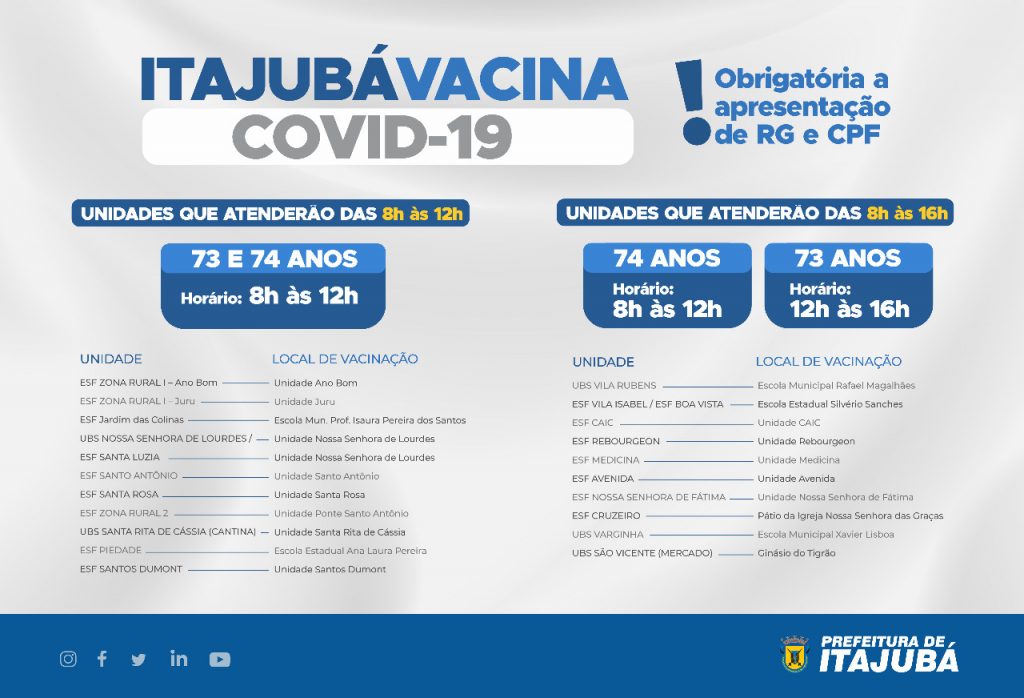 ITAJUBÁVACINA
COVID-19
!
Obrigatória a
apresentação
de RG e CPF
UNIDADES QUE ATENDERÃO DAS 8h às 12h
73 E 74 ANOS
Horário: 8h às 12h
UNIDADE LOCAL DE VACINAÇÃO
ESF ZONA RURAL I – Ano Bom Unidade Ano Bom
ESF ZONA RURAL I – Juru Unidade Juru
ESF Jardim das Colinas Escola Mun. Prof. Isaura Pereira dos Santos
UBS NOSSA SENHORA DE LOURDES / Unidade Nossa Senhora de Lourdes
ESF SANTA LUZIA Unidade Nossa Senhora de Lourdes
ESF SANTO ANTÔNIO Unidade Santo Antônio
ESF SANTA ROSA Unidade Santa Rosa
ESF ZONA RURAL 2 Unidade Ponte Santo Antônio
UBS SANTA RITA DE CÁSSIA (CANTINA) Unidade Santa Rita de Cássia
ESF PIEDADE Escola Estadual Ana Laura Pereira
ESF SANTOS DUMONT Unidade Santos Dumont
UNIDADES QUE ATENDERÃO DAS 8h às 16h
74 ANOS
Horário:
8h às 12h
73 ANOS
Horário:
12h às 16h
UNIDADE LOCAL DE VACINAÇÃO
UBS VILA RUBENS Escola Municipal Rafael Magalhães
ESF VILA ISABEL / ESF BOA VISTA Escola Estadual Silvério Sanches
ESF CAIC Unidade CAIC
ESF REBOURGEON Unidade Rebourgeon
ESF MEDICINA Unidade Medicina
ESF AVENIDA Unidade Avenida
ESF NOSSA SENHORA DE FÁTIMA Unidade Nossa Senhora de Fátima
ESF CRUZEIRO Pátio da Igreja Nossa Senhora das Graças
UBS VARGINHA Escola Municipal Xavier Lisboa
UBS SÃO VICENTE (MERCADO) Ginásio do Tigrão
PREFEITURA DE
ITAJUBÁ